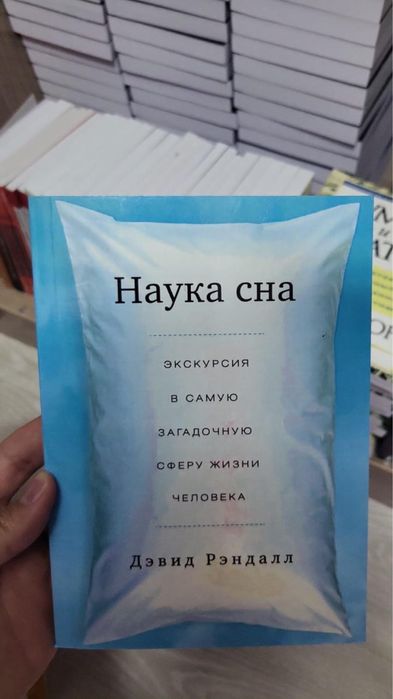 Наука сна
ЭКСКУРСИЯ
В САМУЮ
ЗАГАДОЧНУЮ
СФЕРУ ЖИЗНИ
ЧЕЛОВЕКА
Дэвид Рэндалл